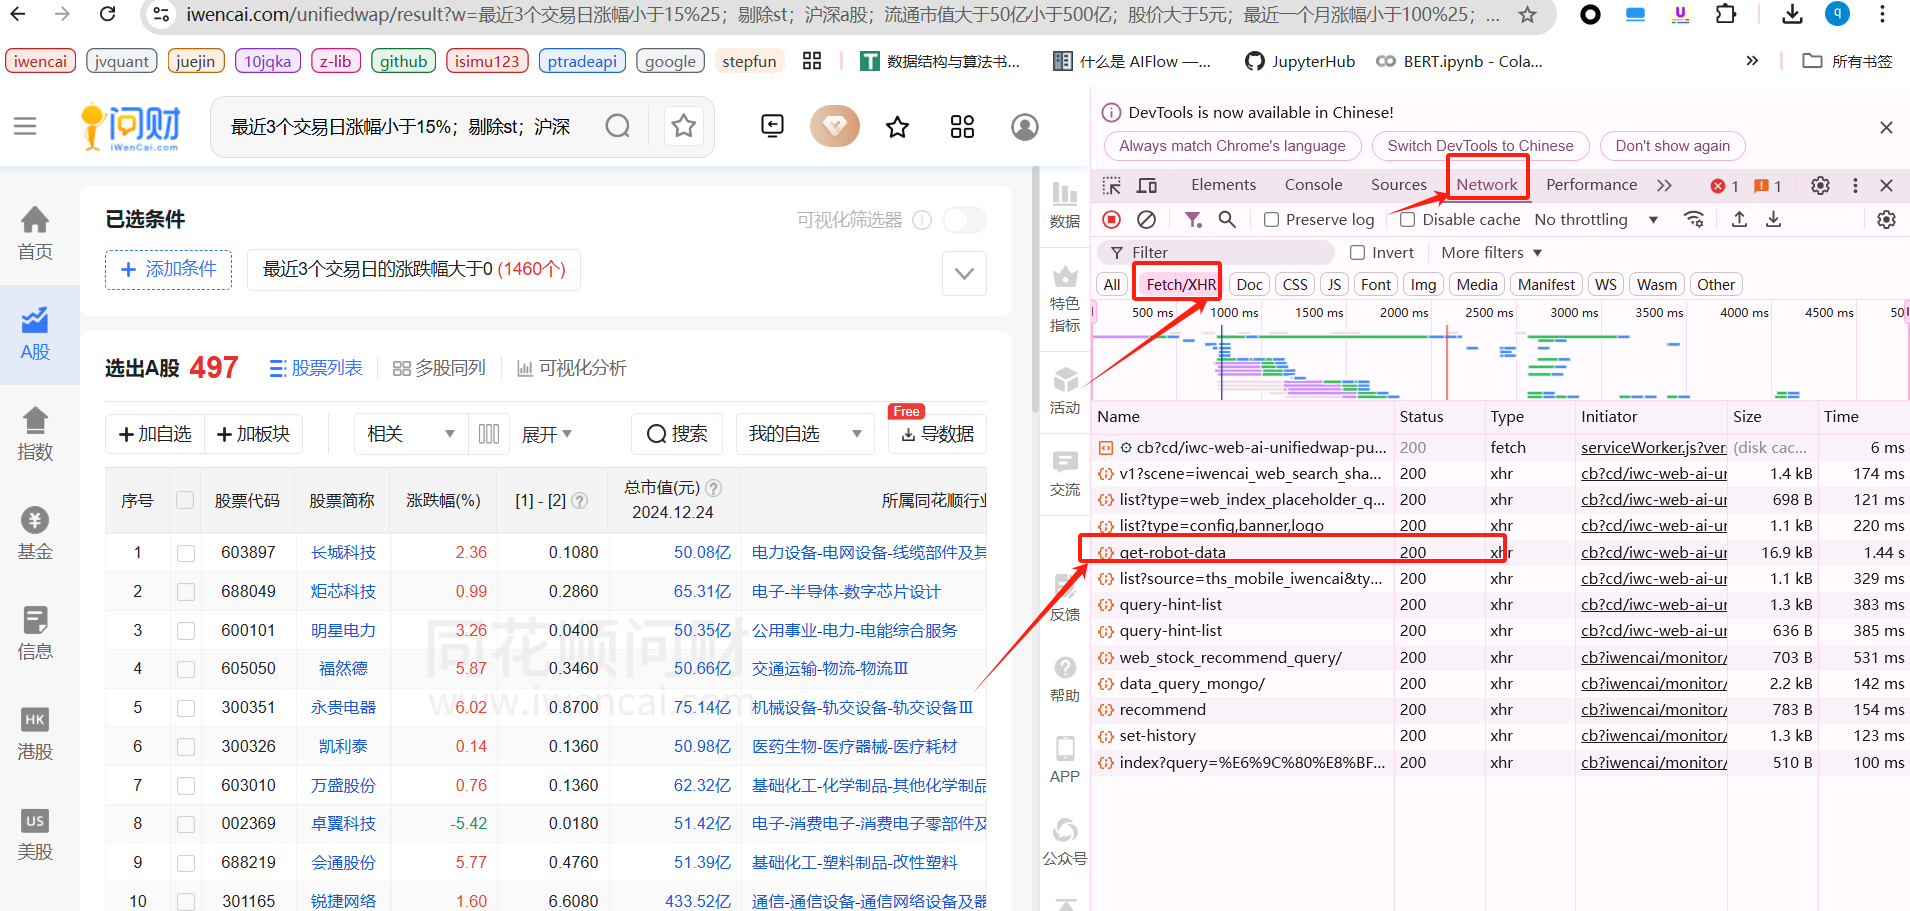 iwencai.com/unifiedwap/result?w=最近3个交易日涨幅小于15%25；剔除st；沪深a股；流通市值大于50亿小于500亿；股价大于5元；最近一个月涨幅小于100%25；...
q
iwencai
jvquant
juejin
10jqka
z-lib
github
isimu123
ptradeapi
google
stepfun
数据结构与算法书...
什么是 AIFlow —...
JupyterHub
BERT.ipynb - Cola...
所有书签
问财
iWenCai.com
最近3个交易日涨幅小于15%；剔除st；沪深
首页
A股
指数
基金
信息
HK
港股
US
美股
已选条件
可视化筛选器
添加条件
最近3个交易日的涨跌幅大于0 (1460个)
选出A股 497
股票列表
多股同列
可视化分析
加自选
加板块
相关
展开
搜索
我的自选
Free
导数据
序号 股票代码 股票简称 涨跌幅(%) [1] - [2] 总市值(元) 2024.12.24 所属同花顺行业
1 603897 长城科技 2.36 0.1080 50.08亿 电力设备-电网设备-线缆部件及其
2 688049 炬芯科技 0.99 0.2860 65.31亿 电子-半导体-数字芯片设计
3 600101 明星电力 3.26 0.0400 50.35亿 公用事业-电力-电能综合服务
4 605050 福然德 5.87 0.3460 50.66亿 交通运输-物流-物流Ⅲ
5 300351 永贵电器 6.02 0.8700 75.14亿 机械设备-轨交设备-轨交设备Ⅲ
6 300326 凯利泰 0.14 0.1360 50.98亿 医药生物-医疗器械-医疗耗材
7 603010 万盛股份 0.76 0.1360 62.32亿 基础化工-化学制品-其他化学制品
8 002369 卓翼科技 -5.42 0.0180 51.42亿 电子-消费电子-消费电子零部件及
9 688219 会通股份 5.77 0.4760 51.39亿 基础化工-塑料制品-改性塑料
10 301165 锐捷网络 1.60 6.6080 433.52亿 通信-通信设备-通信网络设备及器
同花顺问财
www.iwencai.com
数据
特色
指标
活动
交流
反馈
帮助
APP
公众号
DevTools is now available in Chinese!
Always match Chrome's language
Switch DevTools to Chinese
Don't show again
Elements
Console
Sources
Network
Performance
1
1
Preserve log
Disable cache
No throttling
Filter
Invert
More filters
All
Fetch/XHR
Doc
CSS
JS
Font
Img
Media
Manifest
WS
Wasm
Other
500 ms 1000 ms 1500 ms 2000 ms 2500 ms 3000 ms 3500 ms 4000 ms 4500 ms 50
Name Status Type Initiator Size Time
cb?cd/iwc-web-ai-unifiedwap-pu... 200 fetch serviceWorker.js?ver (disk cac... 6 ms
v1?scene=iwencai_web_search_sha... 200 xhr cb?cd/iwc-web-ai-ur 1.4 kB 174 ms
list?type=web_index_placeholder_q... 200 xhr cb?cd/iwc-web-ai-ur 698 B 121 ms
list?type=config,banner,logo 200 xhr cb?cd/iwc-web-ai-ur 1.1 kB 220 ms
get-robot-data 200 xhr cb?cd/iwc-web-ai-ur 16.9 kB 1.44 s
list?source=ths_mobile_iwencai&ty... 200 xhr cb?cd/iwc-web-ai-ur 1.1 kB 329 ms
query-hint-list 200 xhr cb?cd/iwc-web-ai-ur 1.3 kB 383 ms
query-hint-list 200 xhr cb?cd/iwc-web-ai-ur 636 B 385 ms
web_stock_recommend_query/ 200 xhr cb?iwencai/monitor/ 703 B 531 ms
data_query_mongo/ 200 xhr cb?iwencai/monitor/ 2.2 kB 142 ms
recommend 200 xhr cb?iwencai/monitor/ 783 B 154 ms
set-history 200 xhr cb?iwencai/monitor/ 1.3 kB 123 ms
index?query=%E6%9C%80%E8%BF... 200 xhr cb?iwencai/monitor/ 510 B 100 ms